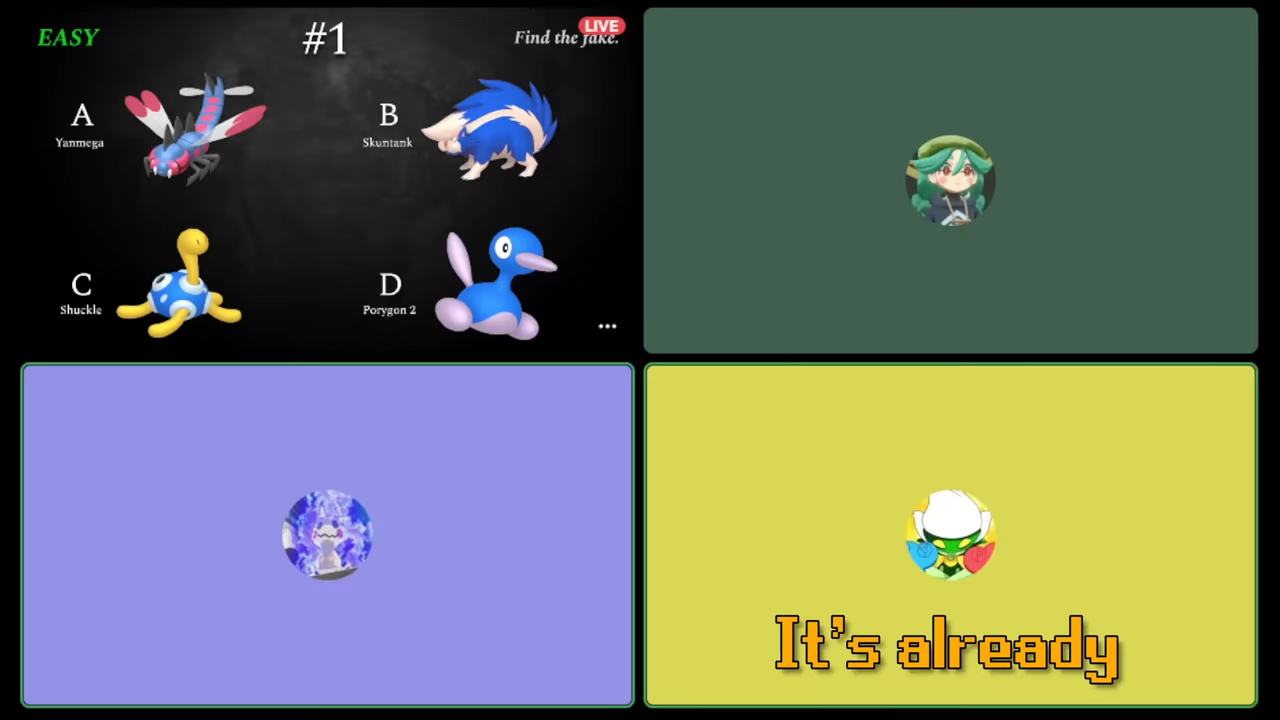 EASY
#1
LIVE
Find the fake.
A
Yanmega
B
Skuntank
C
Shuckle
D
Porygon 2
It's already